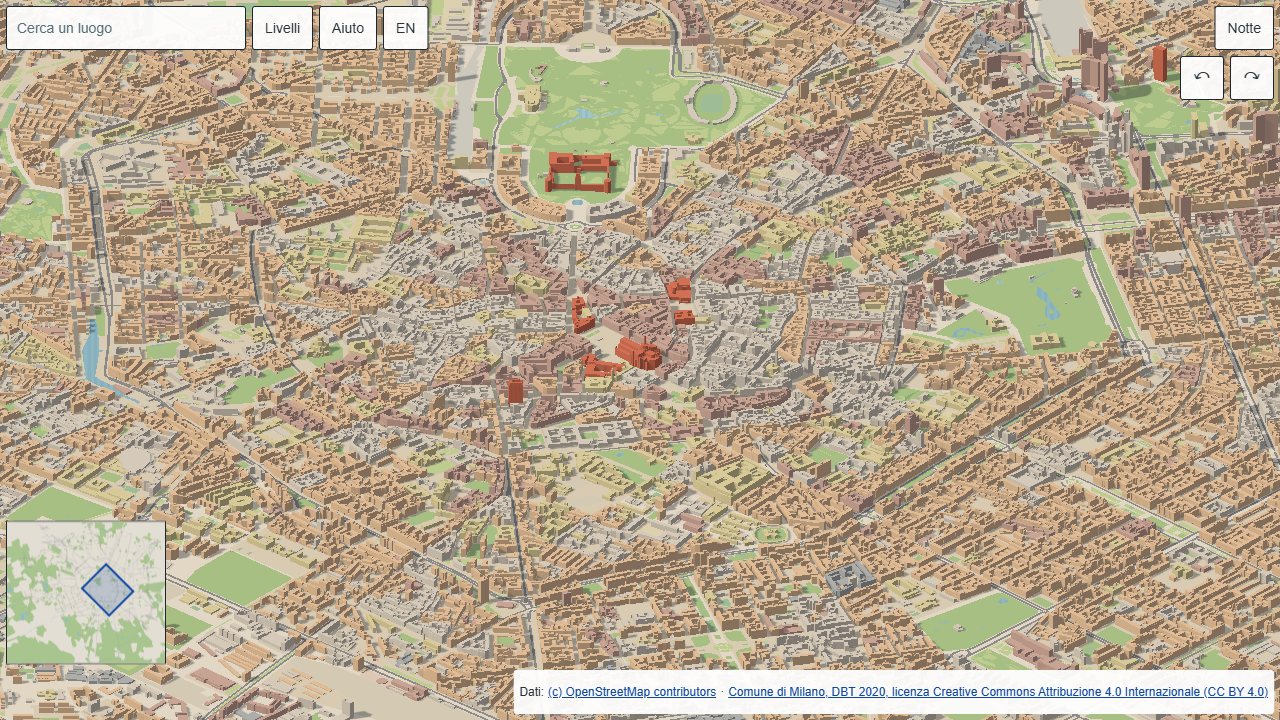 Cerca un luogo
Livelli
Aiuto
EN
Notte
Dati: (c) OpenStreetMap contributors · Comune di Milano, DBT 2020, licenza Creative Commons Attribuzione 4.0 Internazionale (CC BY 4.0)